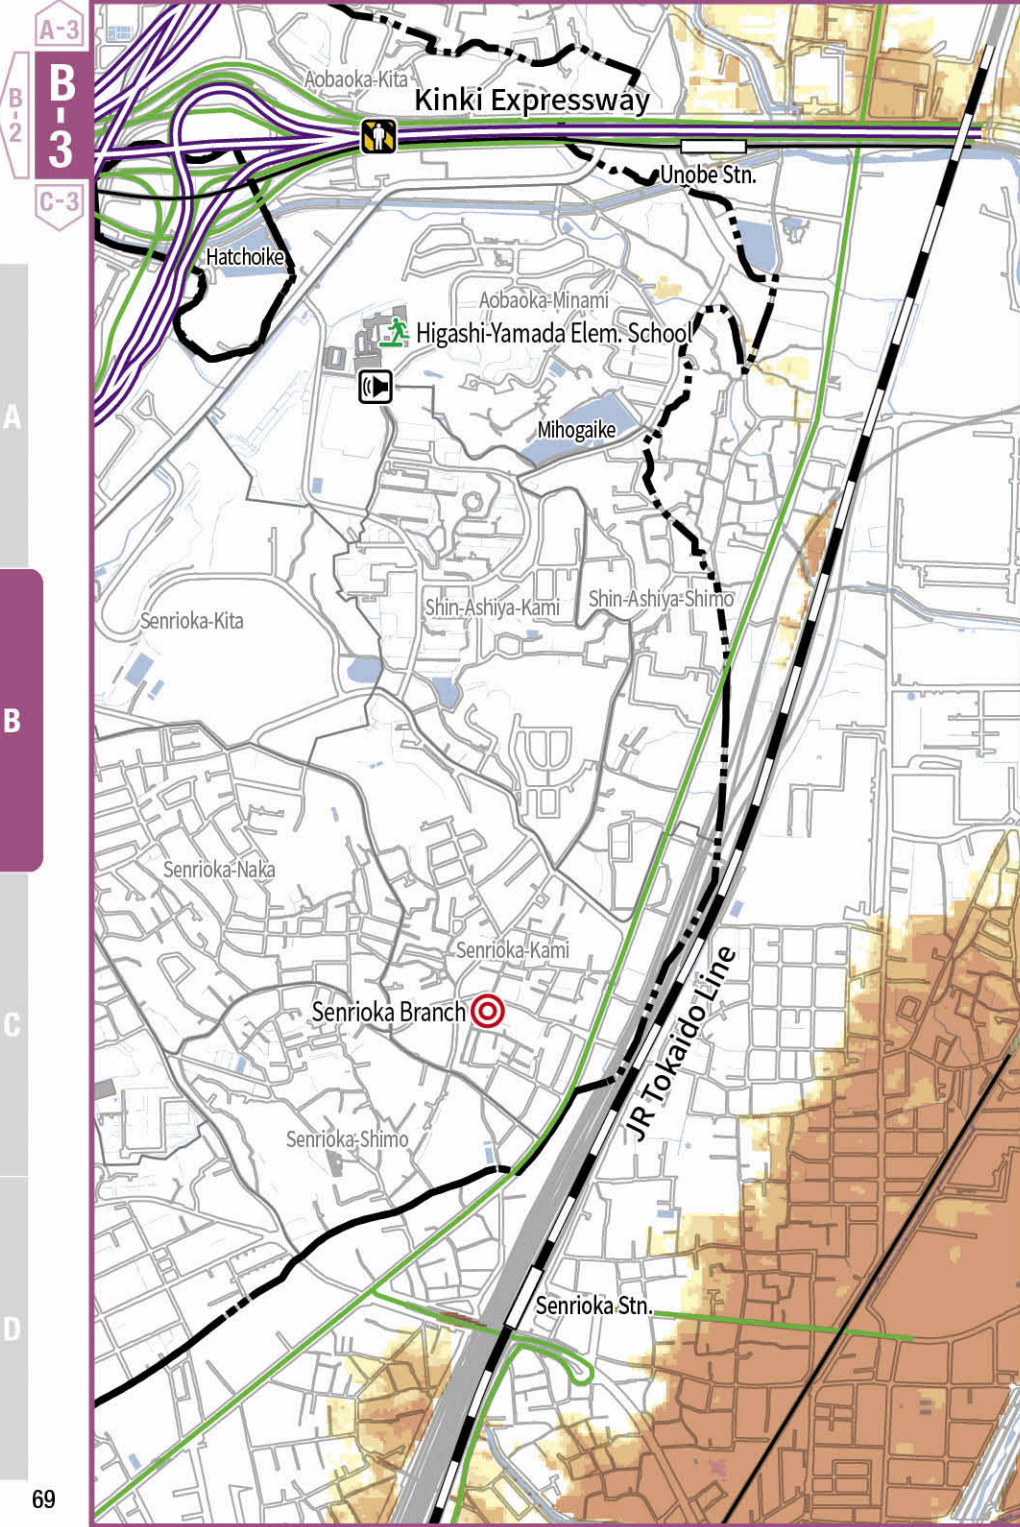 A-3
B-2
B-3
C-3
Aobaoka-Kita
Kinki Expressway
Unobe Stn.
Hatchoike
Aobaoka-Minami
Higashi-Yamada Elem. School
A
Mihogaike
Shin-Ashiya-Kami
Shin-Ashiya-Shimo
Senrioka-Kita
B
Senrioka-Naka
Senrioka-Kami
Senrioka Branch
C
JR Tokaido Line
Senrioka-Shimo
Senrioka Stn.
D
69